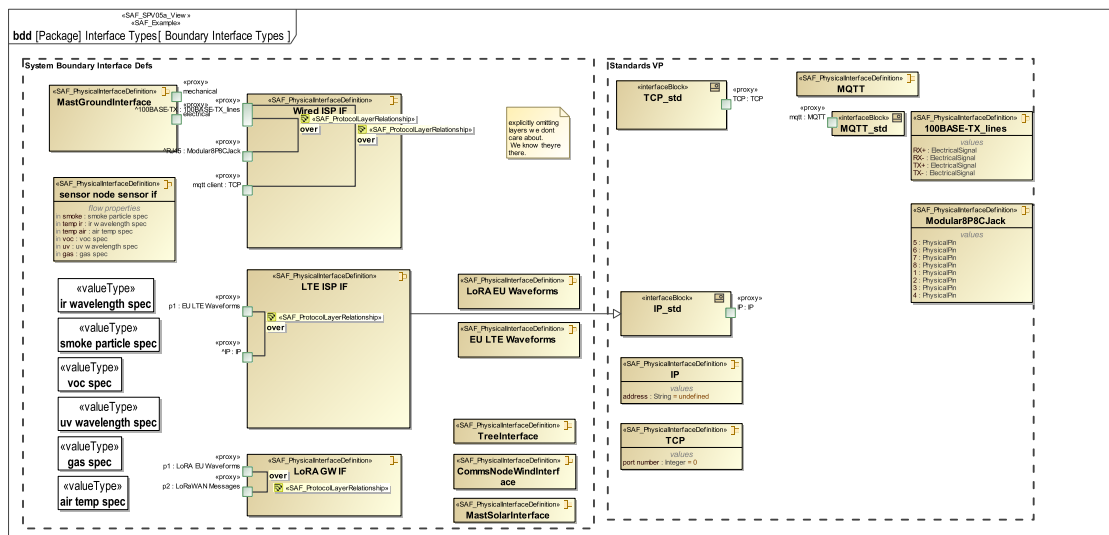 «SAF_SPV05a_View »
«SAF_Example»
bdd [Package] Interface Types[ Boundary Interface Types ]
System Boundary Interface Defs
«SAF_PhysicalInterfaceDefinition»
MastGroundInterface
«proxy»
mechanical
«proxy»
electrical
«SAF_PhysicalInterfaceDefinition»
Wired ISP IF
«proxy»
^100BASE-TX : 100BASE-TX_lines
«SAF_ProtocolLayerRelationship»
over
«SAF_ProtocolLayerRelationship»
over
«proxy»
^RJ45 : Modular8P8CJack
«proxy»
mqtt client : TCP
explicitly omitting
layers we dont
care about.
We know theyre
there.
«SAF_PhysicalInterfaceDefinition»
sensor node sensor if
flow properties
in smoke : smoke particle spec
in temp ir : ir wavelength spec
in temp air : air temp spec
in voc : voc spec
in uv : uv wavelength spec
in gas : gas spec
«valueType»
ir wavelength spec
«valueType»
smoke particle spec
«valueType»
voc spec
«valueType»
uv wavelength spec
«valueType»
gas spec
«valueType»
air temp spec
«SAF_PhysicalInterfaceDefinition»
LTE ISP IF
«proxy»
p1 : EU LTE Waveforms
«SAF_ProtocolLayerRelationship»
over
«proxy»
^IP : IP
«SAF_PhysicalInterfaceDefinition»
LoRA EU Waveforms
«SAF_PhysicalInterfaceDefinition»
EU LTE Waveforms
«SAF_PhysicalInterfaceDefinition»
LoRA GW IF
«proxy»
p1 : LoRA EU Waveforms
over
«proxy»
p2 : LoRaWAN Messages
«SAF_ProtocolLayerRelationship»
«SAF_PhysicalInterfaceDefinition»
TreeInterface
«SAF_PhysicalInterfaceDefinition»
CommsNodeWindInterf
ace
«SAF_PhysicalInterfaceDefinition»
MastSolarInterface
Standards VP
«interfaceBlock»
TCP_std
«proxy»
TCP : TCP
«SAF_PhysicalInterfaceDefinition»
MQTT
«proxy»
mqtt : MQTT
«interfaceBlock»
MQTT_std
«SAF_PhysicalInterfaceDefinition»
100BASE-TX_lines
values
RX+ : ElectricalSignal
RX- : ElectricalSignal
TX+ : ElectricalSignal
TX- : ElectricalSignal
«SAF_PhysicalInterfaceDefinition»
Modular8P8CJack
values
5 : PhysicalPin
6 : PhysicalPin
7 : PhysicalPin
8 : PhysicalPin
1 : PhysicalPin
2 : PhysicalPin
3 : PhysicalPin
4 : PhysicalPin
«interfaceBlock»
IP_std
«proxy»
IP : IP
«SAF_PhysicalInterfaceDefinition»
IP
values
address : String = undefined
«SAF_PhysicalInterfaceDefinition»
TCP
values
port number : Integer = 0